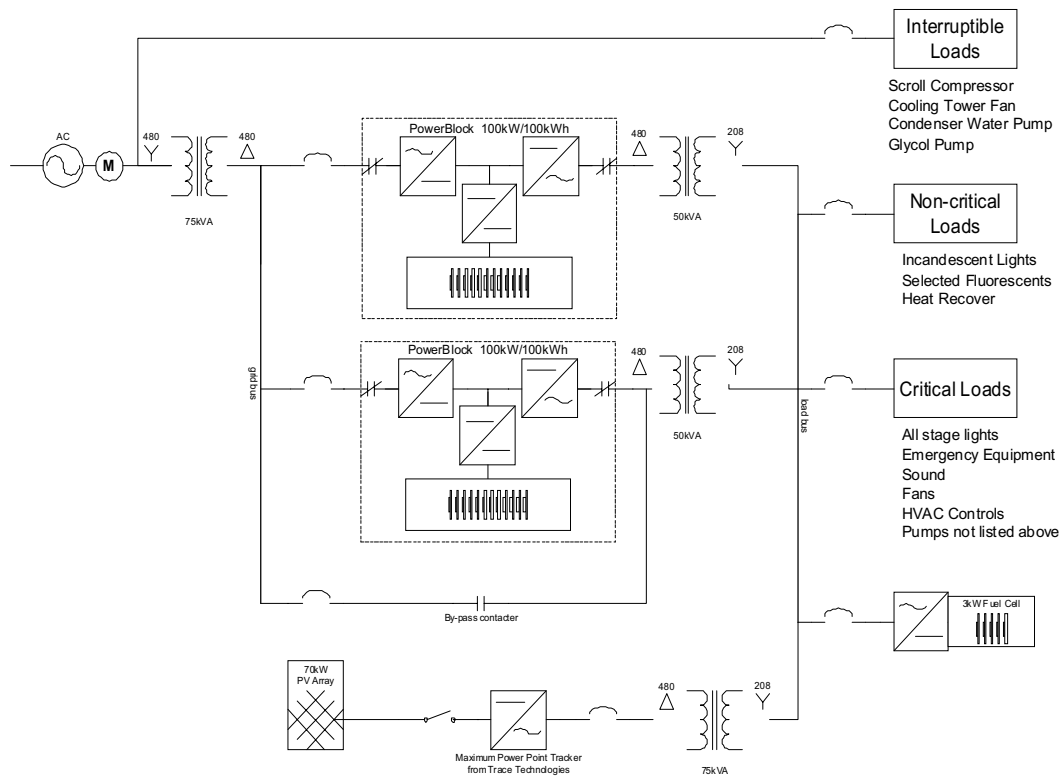 Interruptible
Loads
Scroll Compressor
Cooling Tower Fan
Condenser Water Pump
Glycol Pump
AC
M
480
480
75kVA
PowerBlock 100kW/100kWh
480
208
50kVA
Non-critical
Loads
Incandescent Lights
Selected Fluorescents
Heat Recover
grid bus
PowerBlock 100kW/100kWh
480
208
50kVA
load bus
Critical Loads
All stage lights
Emergency Equipment
Sound
Fans
HVAC Controls
Pumps not listed above
By-pass contacter
3kW Fuel Cell
70kW
PV Array
Maximum Power Point Tracker
from Trace Technologies
480
208
75kVA